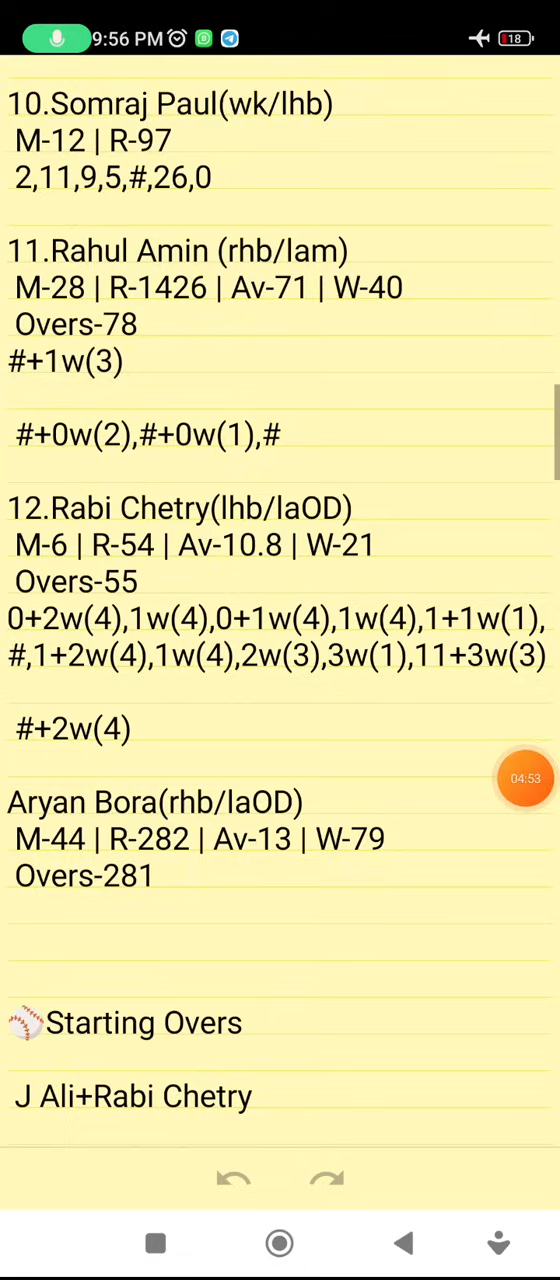 9:56 PM
18
10.Somraj Paul(wk/lhb)
M-12 | R-97
2,11,9,5,#,26,0
11.Rahul Amin (rhb/lam)
M-28 | R-1426 | Av-71 | W-40
Overs-78
#+1w(3)
#+0w(2),#+0w(1),#
12.Rabi Chetry(lhb/laOD)
M-6 | R-54 | Av-10.8 | W-21
Overs-55
0+2w(4),1w(4),0+1w(4),1w(4),1+1w(1),
#,1+2w(4),1w(4),2w(3),3w(1),11+3w(3)
#+2w(4)
04:53
Aryan Bora(rhb/laOD)
M-44 | R-282 | Av-13 | W-79
Overs-281
⚾Starting Overs
J Ali+Rabi Chetry